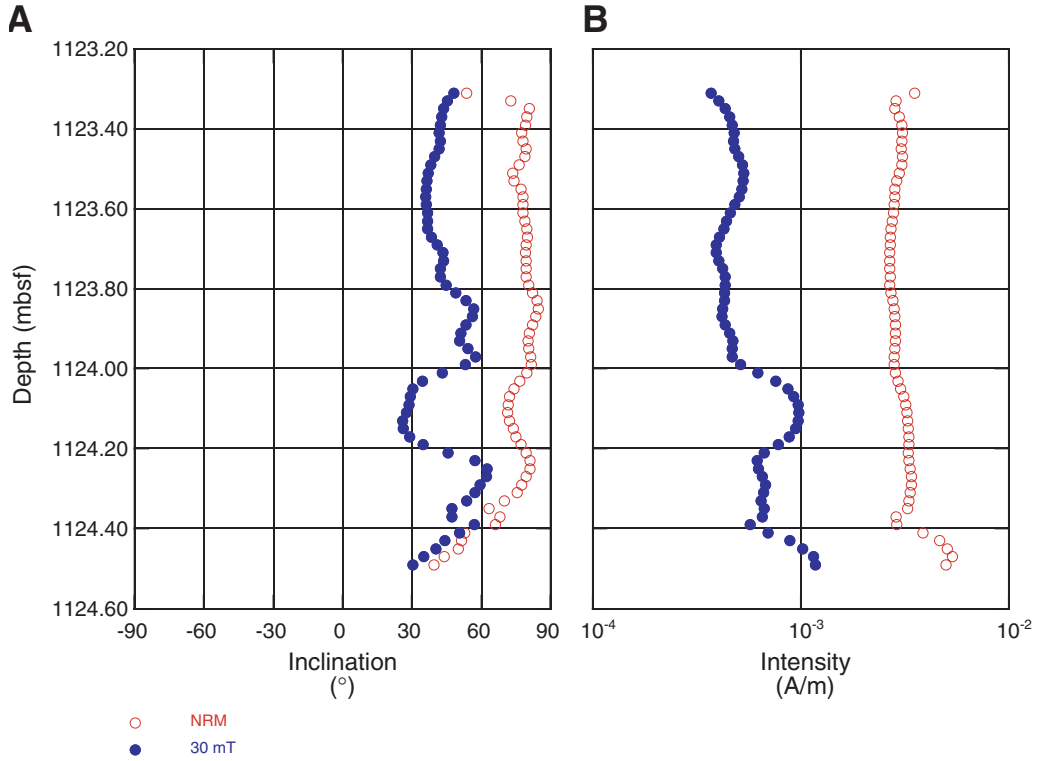 A
B
1123.20
1123.40
1123.60
1123.80
1124.00
1124.20
1124.40
1124.60
Depth (mbsf)
-90 -60 -30 0 30 60 90
10-4 10-3 10-2
Inclination
(°)
Intensity
(A/m)
NRM
30 mT